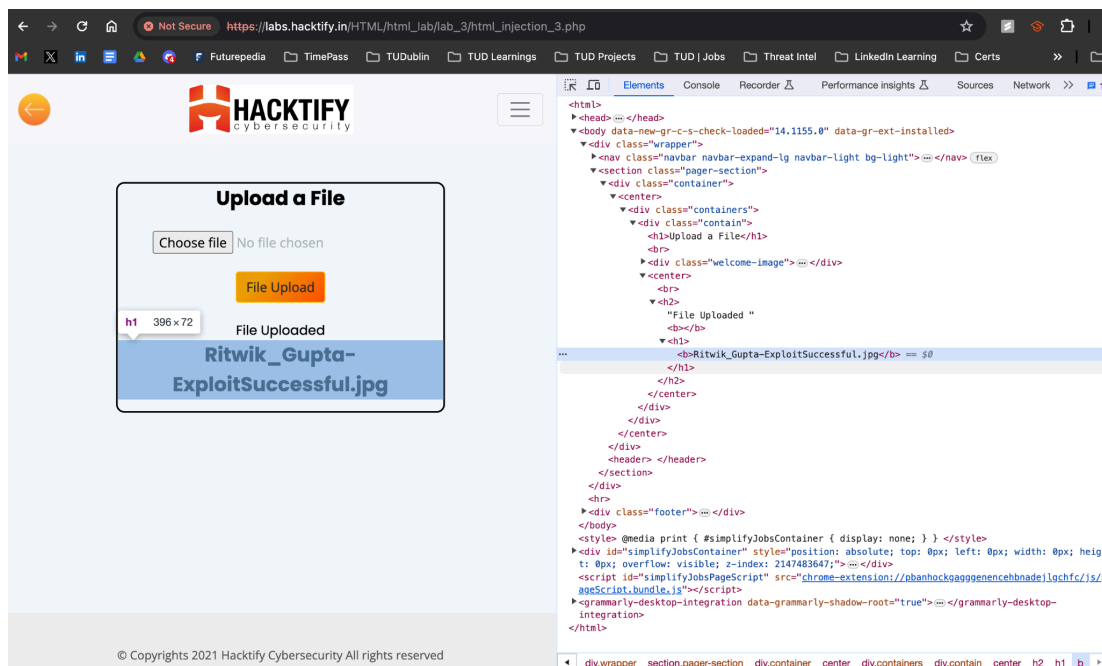 Not Secure https://labs.hacktify.in/HTML/html_lab/lab_3/html_injection_3.php
Futurepedia TimePass TUDublin TUD Learnings TUD Projects TUD | Jobs Threat Intel LinkedIn Learning Certs »
HACKTIFY
cybersecurity
Upload a File
Choose file No file chosen
File Upload
h1 396 × 72
File Uploaded
Ritwik_Gupta-
ExploitSuccessful.jpg
© Copyrights 2021 Hacktify Cybersecurity All rights reserved
Elements Console Recorder Performance insights Sources Network »
<html>
▶<head>…</head>
▼<body data-new-gr-c-s-check-loaded="14.1155.0" data-gr-ext-installed>
▼<div class="wrapper">
▶<nav class="navbar navbar-expand-lg navbar-light bg-light">…</nav> flex
▼<section class="pager-section">
▼<div class="container">
▼<center>
▼<div class="containers">
▼<div class="contain">
<h1>Upload a File</h1>
<br>
▶<div class="welcome-image">…</div>
▼<center>
<br>
▼<h2>
"File Uploaded "
<b></b>
▼<h1>
… <b>Ritwik_Gupta-ExploitSuccessful.jpg</b> == $0
</h1>
</h2>
</center>
</div>
</div>
</center>
</div>
<header> </header>
</section>
</div>
<hr>
▶<div class="footer">…</div>
</body>
<style> @media print { #simplifyJobsContainer { display: none; } } </style>
▶<div id="simplifyJobsContainer" style="position: absolute; top: 0px; left: 0px; width: 0px; heig
t: 0px; overflow: visible; z-index: 2147483647;">…</div>
<script id="simplifyJobsPageScript" src="chrome-extension://pbanhockgagggenencehbnadejlgchfc/js/
ageScript.bundle.js"></script>
▶<grammarly-desktop-integration data-grammarly-shadow-root="true">…</grammarly-desktop-
integration>
</html>
div.wrapper section.pager-section div.container center div.containers div.contain center h2 h1 b